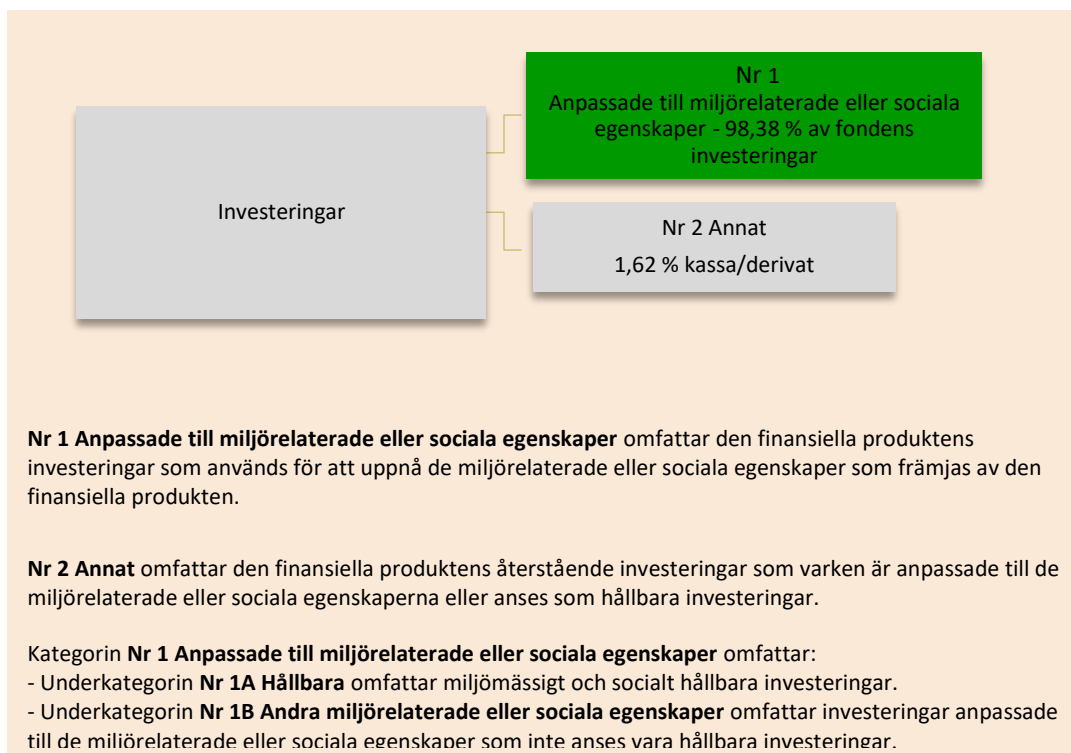 Investeringar
Nr 1
Anpassade till miljörelaterade eller sociala
egenskaper - 98,38 % av fondens
investeringar
Nr 2 Annat
1,62 % kassa/derivat
Nr 1 Anpassade till miljörelaterade eller sociala egenskaper omfattar den finansiella produktens
investeringar som används för att uppnå de miljörelaterade eller sociala egenskaper som främjas av den
finansiella produkten.
Nr 2 Annat omfattar den finansiella produktens återstående investeringar som varken är anpassade till de
miljörelaterade eller sociala egenskaperna eller anses som hållbara investeringar.
Kategorin Nr 1 Anpassade till miljörelaterade eller sociala egenskaper omfattar:
- Underkategorin Nr 1A Hållbara omfattar miljömässigt och socialt hållbara investeringar.
- Underkategorin Nr 1B Andra miljörelaterade eller sociala egenskaper omfattar investeringar anpassade
till de miljörelaterade eller sociala egenskaper som inte anses vara hållbara investeringar.